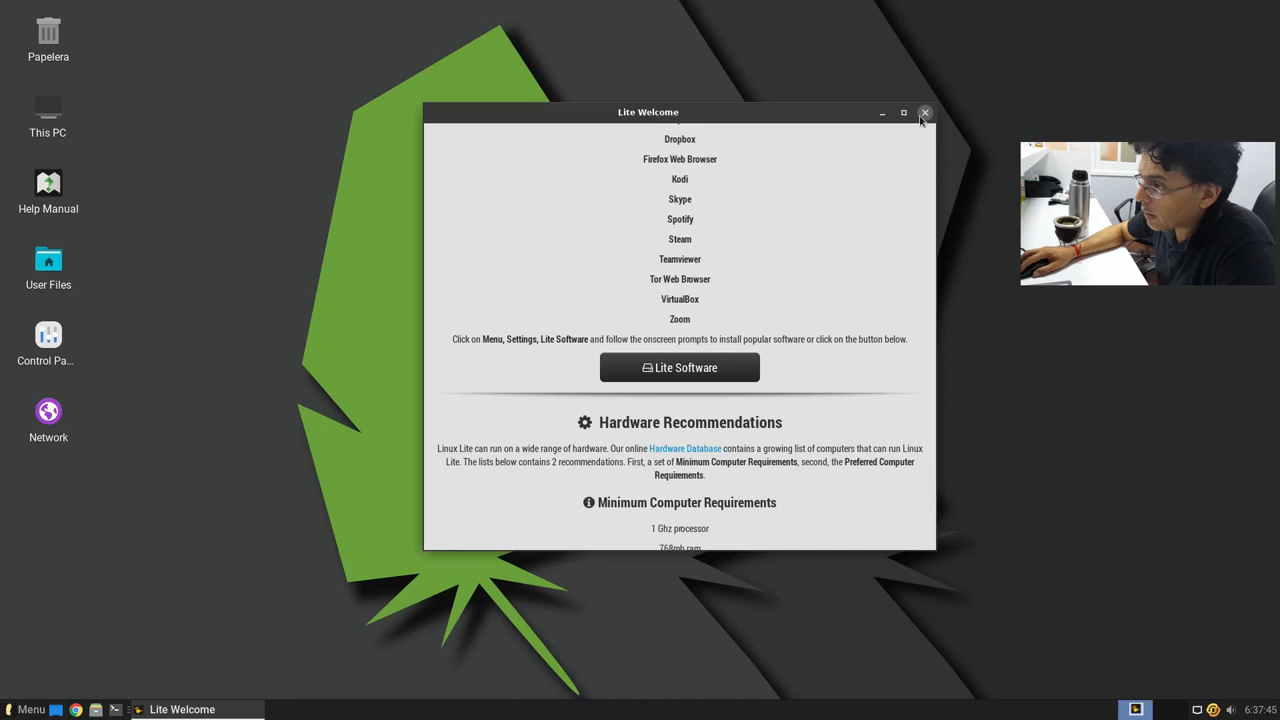 Papelera
This PC
Help Manual
User Files
Control Pa...
Network
Lite Welcome
Dropbox
Firefox Web Browser
Kodi
Skype
Spotify
Steam
Teamviewer
Tor Web Browser
VirtualBox
Zoom
Click on Menu, Settings, Lite Software and follow the onscreen prompts to install popular software or click on the button below.
Lite Software
Hardware Recommendations
Linux Lite can run on a wide range of hardware. Our online Hardware Database contains a growing list of computers that can run Linux
Lite. The lists below contains 2 recommendations. First, a set of Minimum Computer Requirements, second, the Preferred Computer
Requirements.
Minimum Computer Requirements
1 Ghz processor
768mb ram
Menu
Lite Welcome
6:37:45